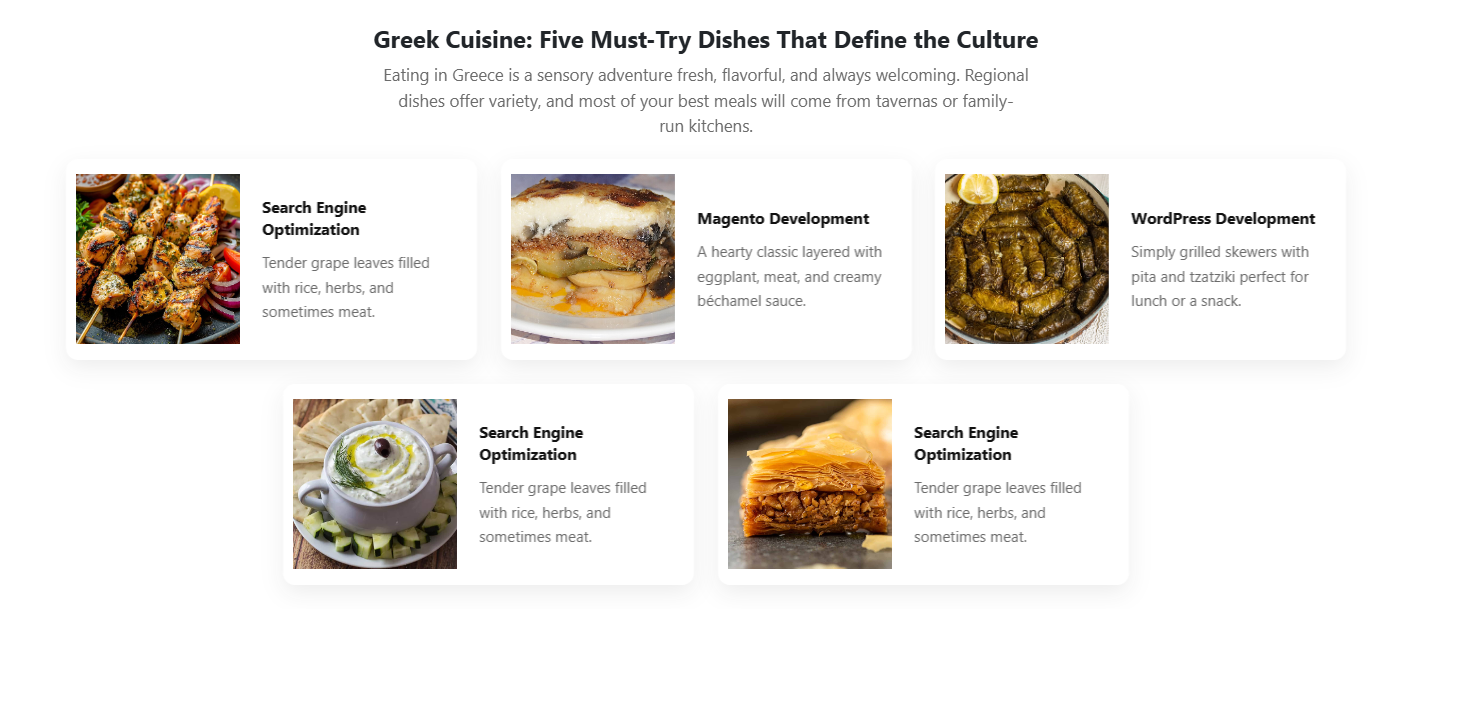 Greek Cuisine: Five Must-Try Dishes That Define the Culture
Eating in Greece is a sensory adventure fresh, flavorful, and always welcoming. Regional
dishes offer variety, and most of your best meals will come from tavernas or family-
run kitchens.
Search Engine
Optimization
Tender grape leaves filled
with rice, herbs, and
sometimes meat.
Magento Development
A hearty classic layered with
eggplant, meat, and creamy
béchamel sauce.
WordPress Development
Simply grilled skewers with
pita and tzatziki perfect for
lunch or a snack.
Search Engine
Optimization
Tender grape leaves filled
with rice, herbs, and
sometimes meat.
Search Engine
Optimization
Tender grape leaves filled
with rice, herbs, and
sometimes meat.